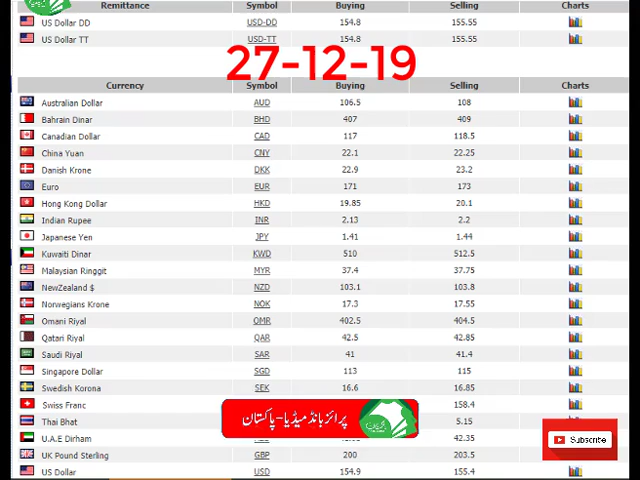 Remittance Symbol Buying Selling Charts
US Dollar DD USD-DD 154.8 155.55
US Dollar TT USD-TT 154.8 155.55
27-12-19
Currency Symbol Buying Selling Charts
Australian Dollar AUD 106.5 108
Bahrain Dinar BHD 407 409
Canadian Dollar CAD 117 118.5
China Yuan CNY 22.1 22.25
Danish Krone DKK 22.9 23.2
Euro EUR 171 173
Hong Kong Dollar HKD 19.85 20.1
Indian Rupee INR 2.13 2.2
Japanese Yen JPY 1.41 1.44
Kuwaiti Dinar KWD 510 512.5
Malaysian Ringgit MYR 37.4 37.75
NewZealand $ NZD 103.1 103.8
Norwegians Krone NOK 17.3 17.55
Omani Riyal OMR 402.5 404.5
Qatari Riyal QAR 42.5 42.85
Saudi Riyal SAR 41 41.4
Singapore Dollar SGD 113 115
Swedish Korona SEK 16.6 16.85
Swiss Franc 158.4
Thai Bhat 5.15
پرائز بانڈ میڈیا-پاکستان
U.A.E Dirham 42.35
Subscribe
UK Pound Sterling GBP 200 203.5
US Dollar USD 154.9 155.4